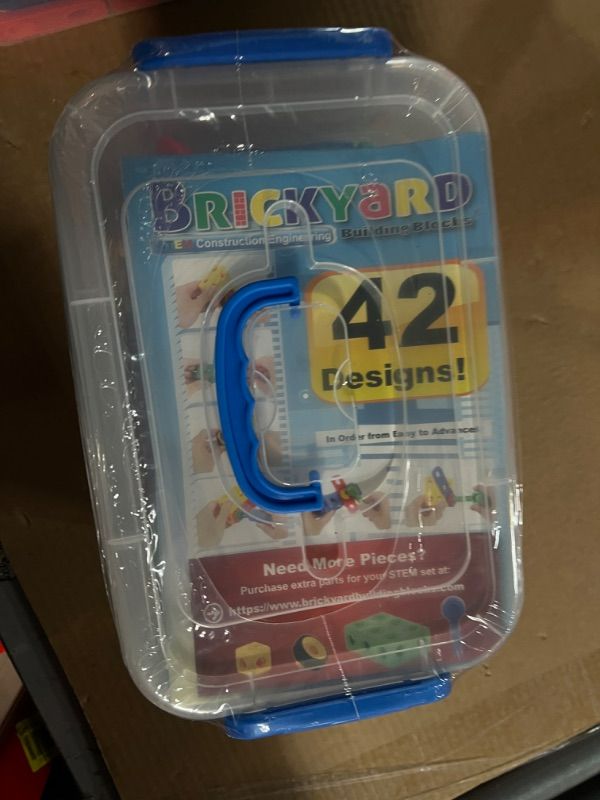 BRICKYARD
Building Blocks
STEM Construction Engineering
42
Designs!
In Order from Easy to Advanced
Need More Pieces?
Purchase extra parts for your STEM set at:
https://www.brickyardbuildingblocks.com